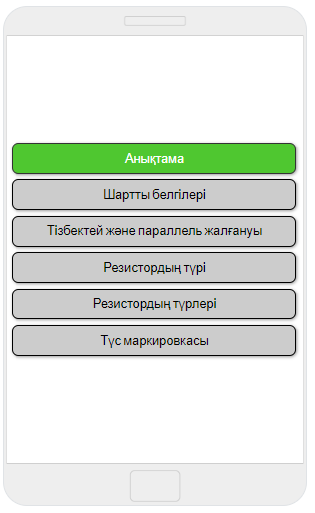 Анықтама
Шартты белгілері
Тізбектей және параллель жалғануы
Резистордың түрі
Резистордың түрлері
Түс маркировкасы